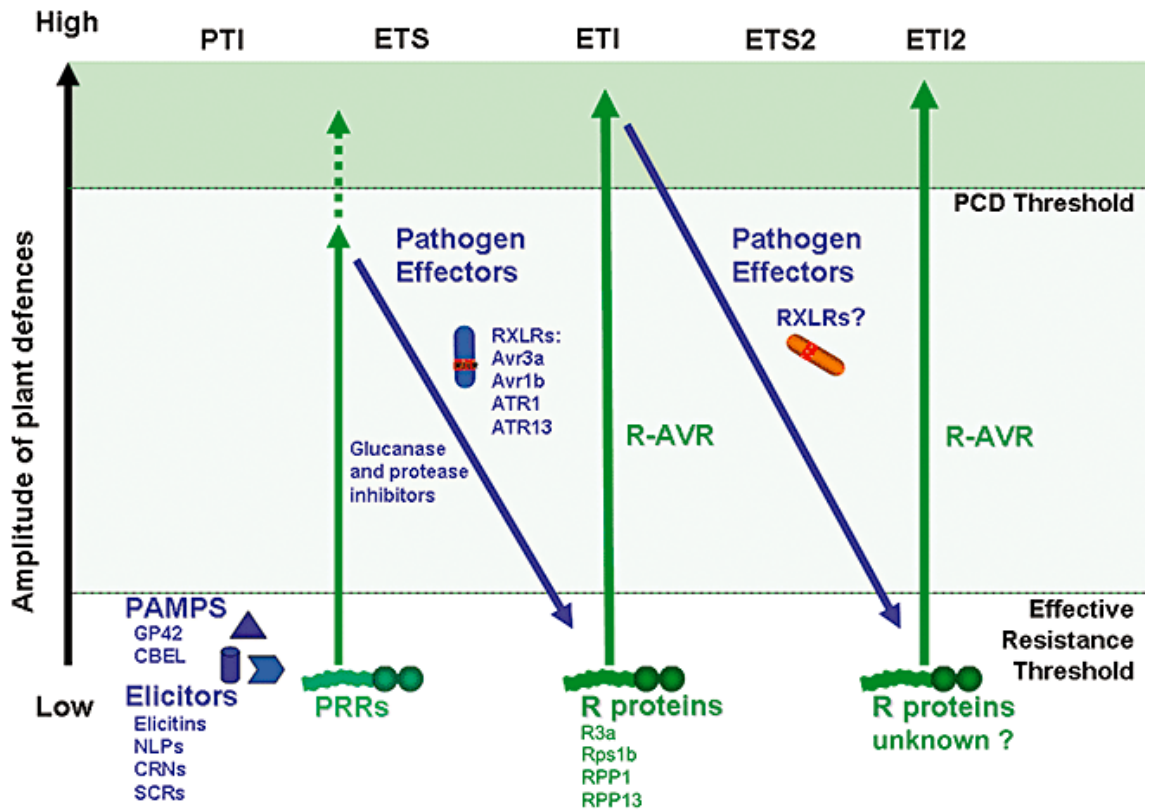 High
PTI
ETS
ETI
ETS2
ETI2
PCD Threshold
Pathogen
Effectors
RXLRs:
Avr3a
Avr1b
ATR1
ATR13
Glucanase
and protease
inhibitors
R-AVR
Pathogen
Effectors
RXLRs?
R-AVR
Amplitude of plant defences
Effective
Resistance
Threshold
PAMPS
GP42
CBEL
Elicitors
Elicitins
NLPs
CRNs
SCRs
Low
PRRs
R proteins
R3a
Rps1b
RPP1
RPP13
R proteins
unknown ?